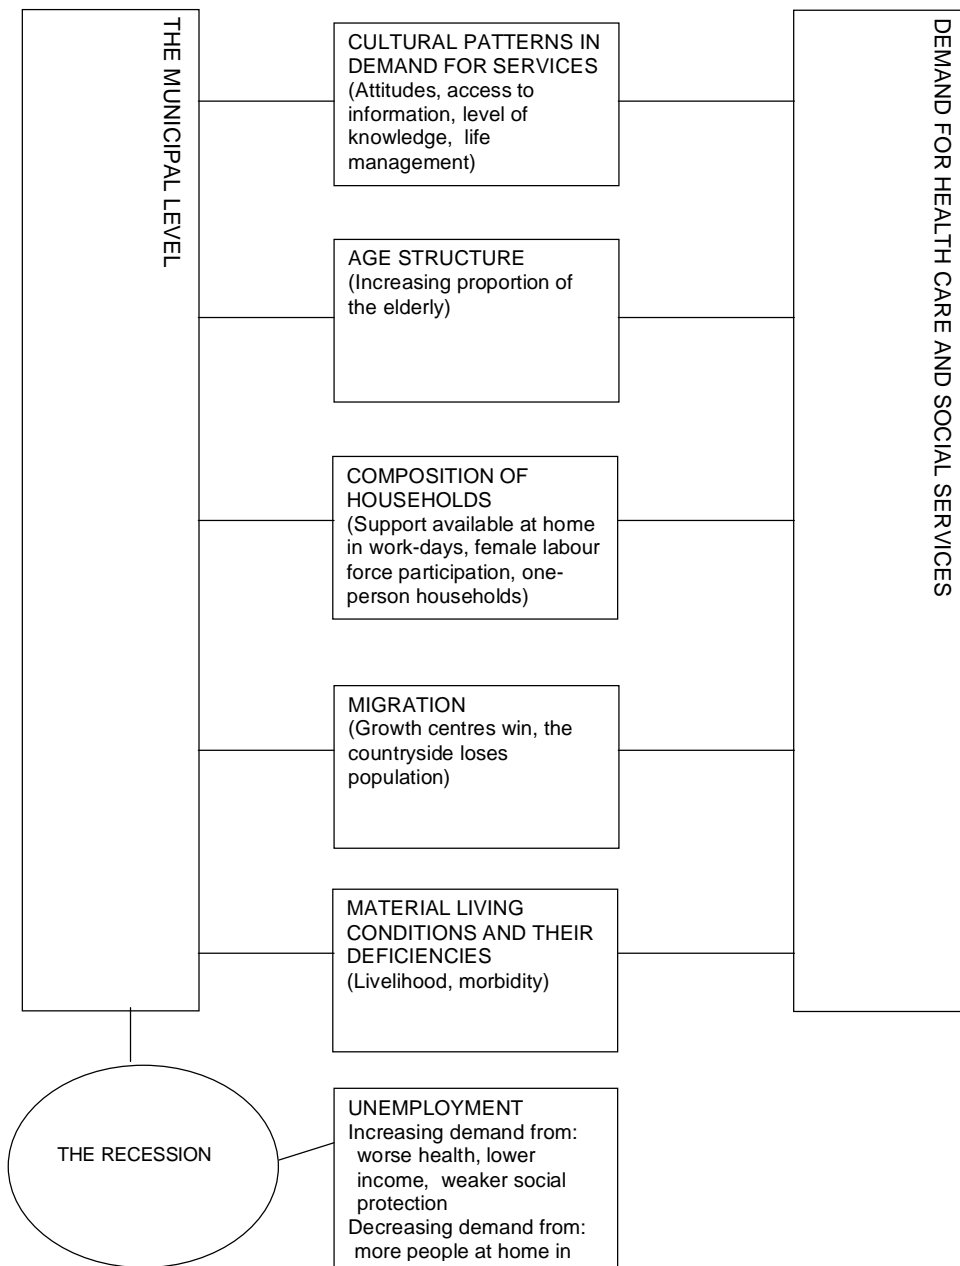 THE MUNICIPAL LEVEL
CULTURAL PATTERNS IN
DEMAND FOR SERVICES
(Attitudes, access to
information, level of
knowledge, life
management)
AGE STRUCTURE
(Increasing proportion of
the elderly)
COMPOSITION OF
HOUSEHOLDS
(Support available at home
in work-days, female labour
force participation, one-
person households)
MIGRATION
(Growth centres win, the
countryside loses
population)
MATERIAL LIVING
CONDITIONS AND THEIR
DEFICIENCIES
(Livelihood, morbidity)
DEMAND FOR HEALTH CARE AND SOCIAL SERVICES
THE RECESSION
UNEMPLOYMENT
Increasing demand from:
worse health, lower
income, weaker social
protection
Decreasing demand from:
more people at home in